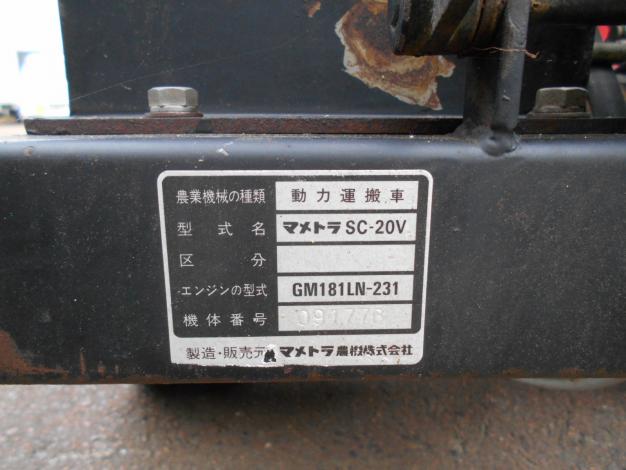 農業機械の種類 動力運搬車
型式名 マメトラ SC-20V
区分
エンジンの型式 GM181LN-231
機体番号 091776
製造・販売元 マメトラ農機株式会社